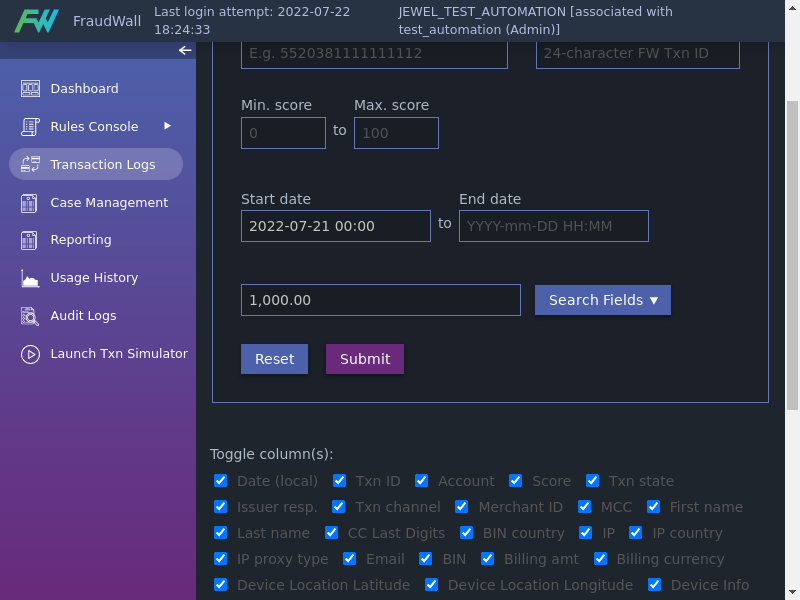 FraudWall
Last login attempt: 2022-07-22 18:24:33
JEWEL_TEST_AUTOMATION [associated with test_automation (Admin)]
Dashboard
Rules Console
Transaction Logs
Case Management
Reporting
Usage History
Audit Logs
Launch Txn Simulator
E.g. 5520381111111112
24-character FW Txn ID
Min. score
Max. score
0 to 100
Start date
End date
2022-07-21 00:00 to YYYY-mm-DD HH:MM
1,000.00
Search Fields ▼
Reset
Submit
Toggle column(s):
Date (local) Txn ID Account Score Txn state
Issuer resp. Txn channel Merchant ID MCC First name
Last name CC Last Digits BIN country IP IP country
IP proxy type Email BIN Billing amt Billing currency
Device Location Latitude Device Location Longitude Device Info